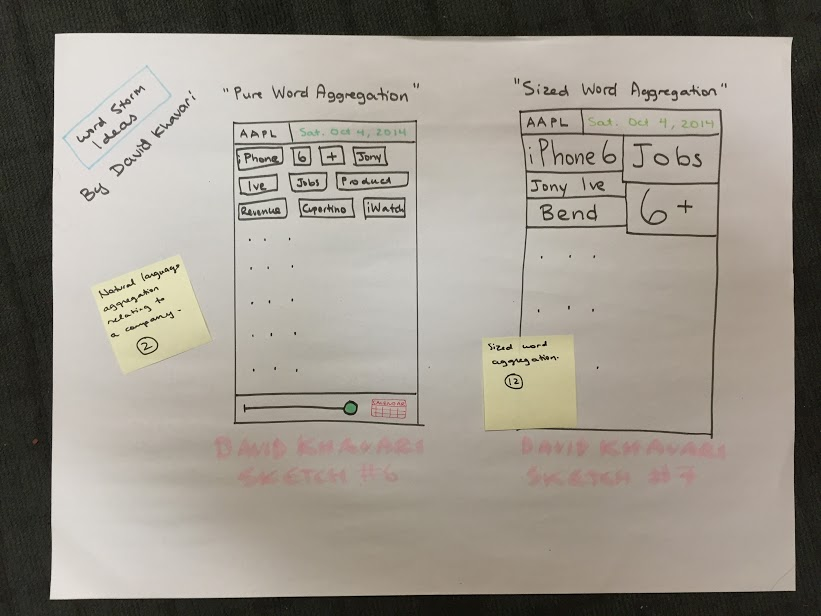 Word Storm
Ideas
By David Khavari
"Pure Word Aggregation"
AAPL Sat. Oct 4, 2014
iPhone 6 + Jony
Ive Jobs Product
Revenue Cupertino iWatch
CALENDAR
DAVID KHAVARI
SKETCH #6
Natural language
aggregation
relating to
a company.
2
"Sized Word Aggregation"
AAPL Sat. Oct 4, 2014
iPhone 6 Jobs
Jony Ive
Bend 6+
Sized word
aggregation.
12
DAVID KHAVARI
SKETCH #7